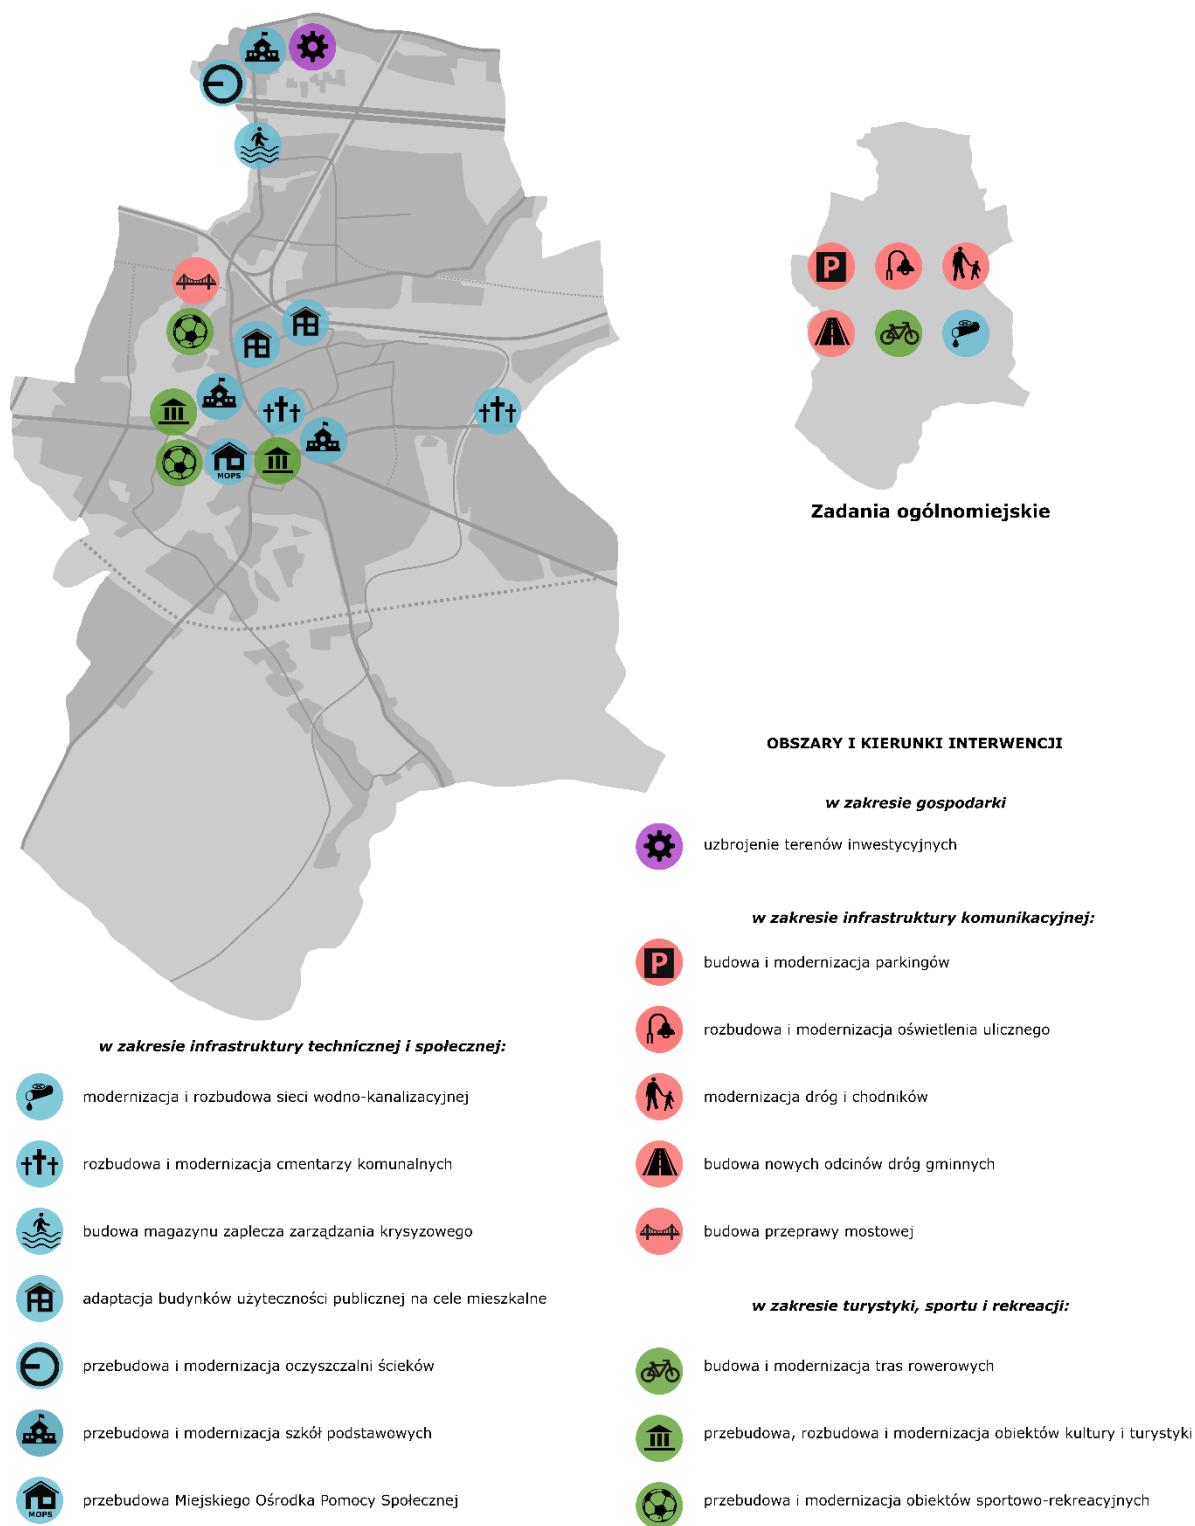 P
MOPS
Zadania ogólnomiejskie
OBSZARY I KIERUNKI INTERWENCJI
w zakresie gospodarki
uzbrojenie terenów inwestycyjnych
w zakresie infrastruktury komunikacyjnej:
P
budowa i modernizacja parkingów
rozbudowa i modernizacja oświetlenia ulicznego
modernizacja dróg i chodników
budowa nowych odcinów dróg gminnych
budowa przeprawy mostowej
w zakresie turystyki, sportu i rekreacji:
budowa i modernizacja tras rowerowych
przebudowa, rozbudowa i modernizacja obiektów kultury i turystyki
przebudowa i modernizacja obiektów sportowo-rekreacyjnych
w zakresie infrastruktury technicznej i społecznej:
modernizacja i rozbudowa sieci wodno-kanalizacyjnej
rozbudowa i modernizacja cmentarzy komunalnych
budowa magazynu zaplecza zarządzania krysyzowego
adaptacja budynków użyteczności publicznej na cele mieszkalne
przebudowa i modernizacja oczyszczalni ścieków
przebudowa i modernizacja szkół podstawowych
przebudowa Miejskiego Ośrodka Pomocy Społecznej
MOPS